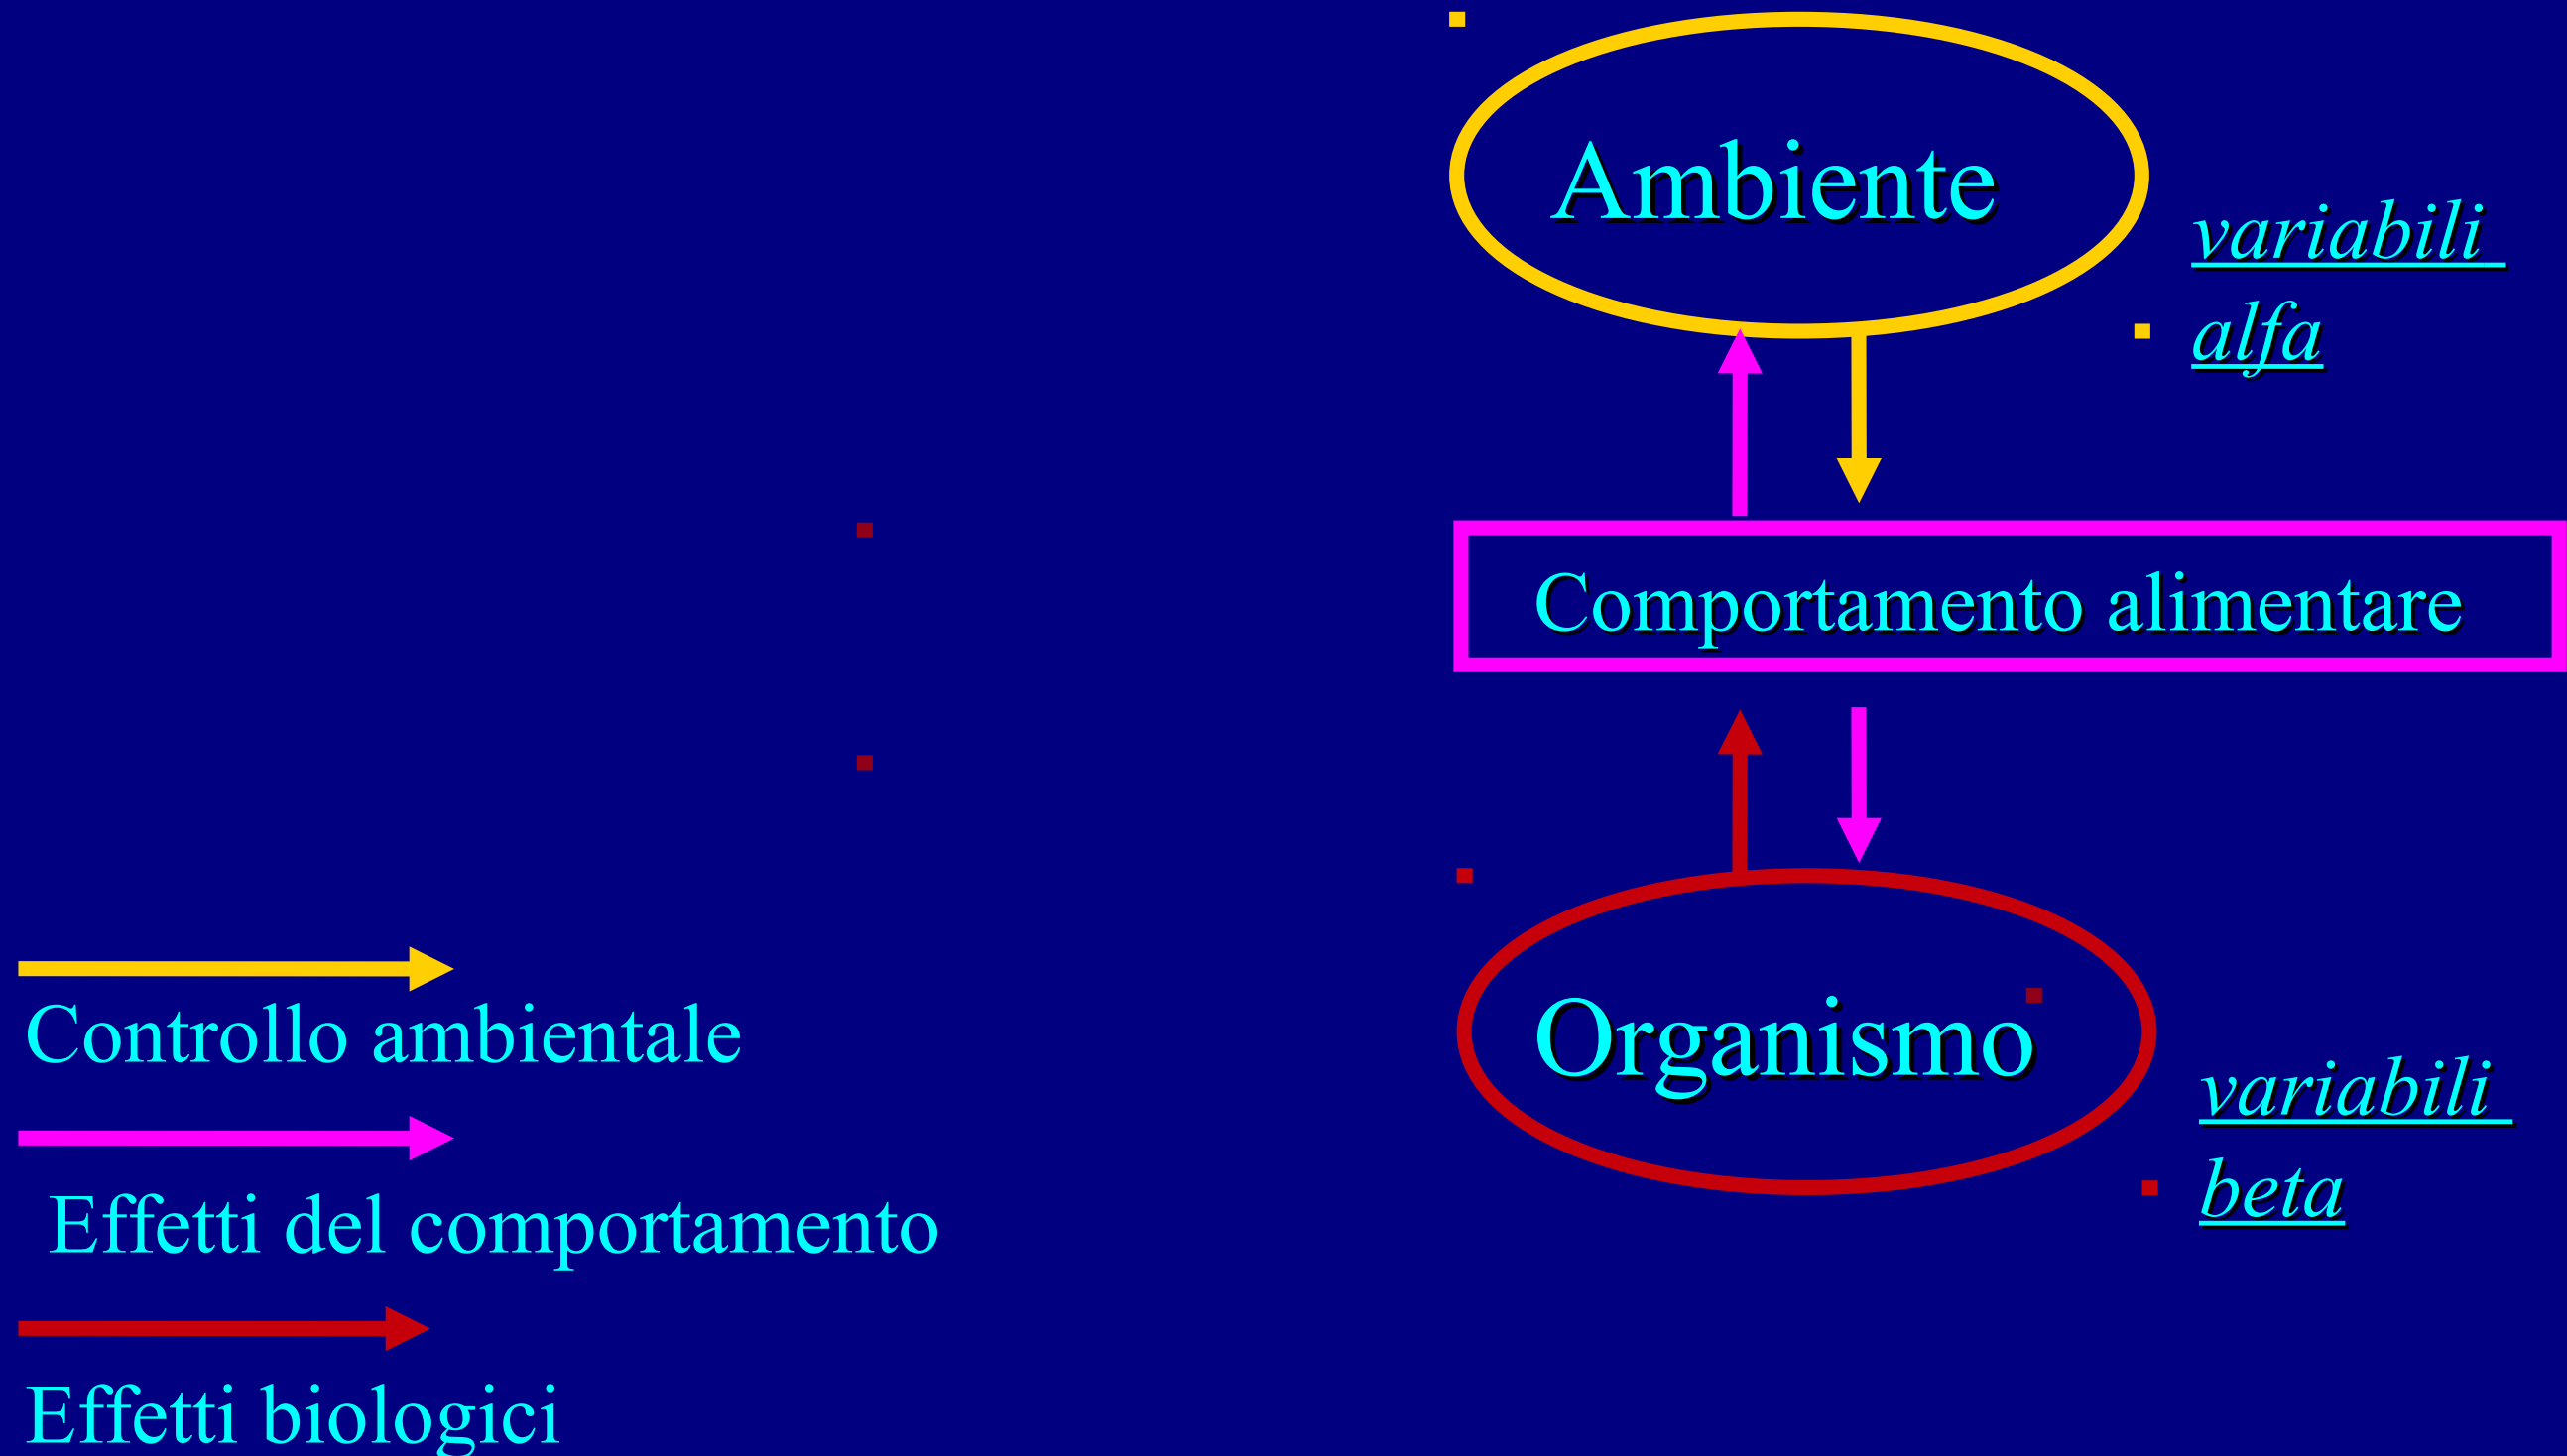 Ambiente
variabili
alfa
Comportamento alimentare
Organismo
variabili
beta
Controllo ambientale
Effetti del comportamento
Effetti biologici